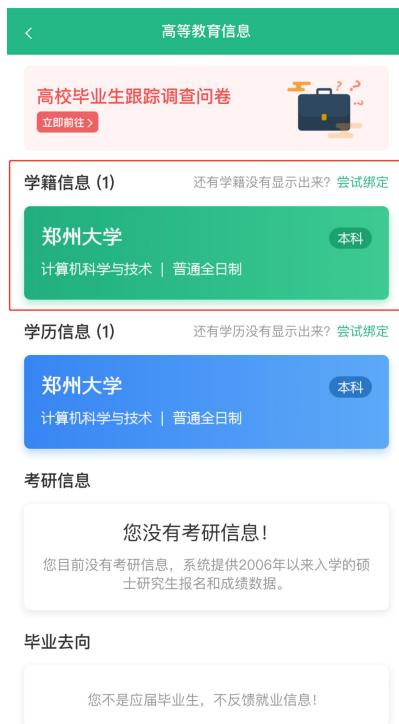 高等教育信息
高校毕业生跟踪调查问卷
立即前往>
学籍信息 (1) 还有学籍没有显示出来？尝试绑定
郑州大学 本科
计算机科学与技术 | 普通全日制
学历信息 (1) 还有学历没有显示出来？尝试绑定
郑州大学 本科
计算机科学与技术 | 普通全日制
考研信息
您没有考研信息！
您目前没有考研信息，系统提供2006年以来入学的硕
士研究生报名和成绩数据。
毕业去向
您不是应届毕业生，不反馈就业信息！